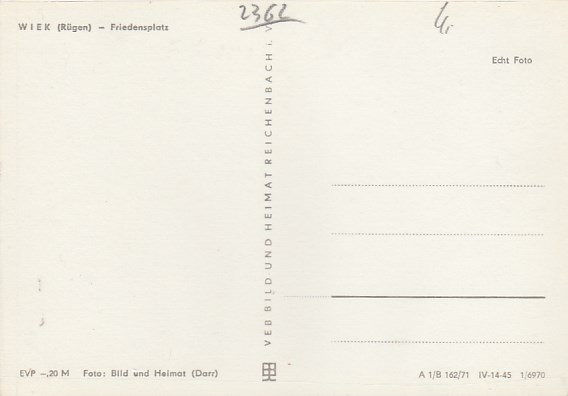 WIEK (Rügen) – Friedensplatz
2362
Echt Foto
VEB BILD UND HEIMAT REICHENBACH i. V
EVP –,20 M Foto: Bild und Heimat (Darr)
A 1/B 162/71 IV-14-45 1/6970